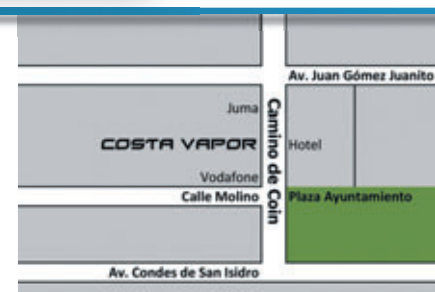 Av. Juan Gómez Juanito
Juma
Camino de Coin
COSTA VAPOR
Hotel
Vodafone
Calle Molino
Plaza Ayuntamiento
Av. Condes de San Isidro